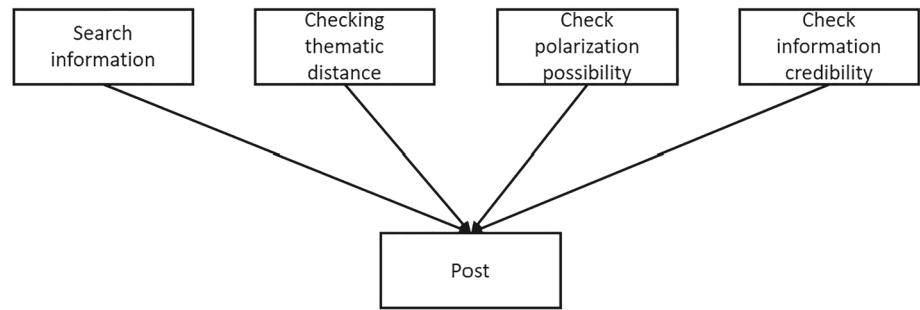 Search
information
Checking
thematic
distance
Check
polarization
possibility
Check
information
credibility
Post